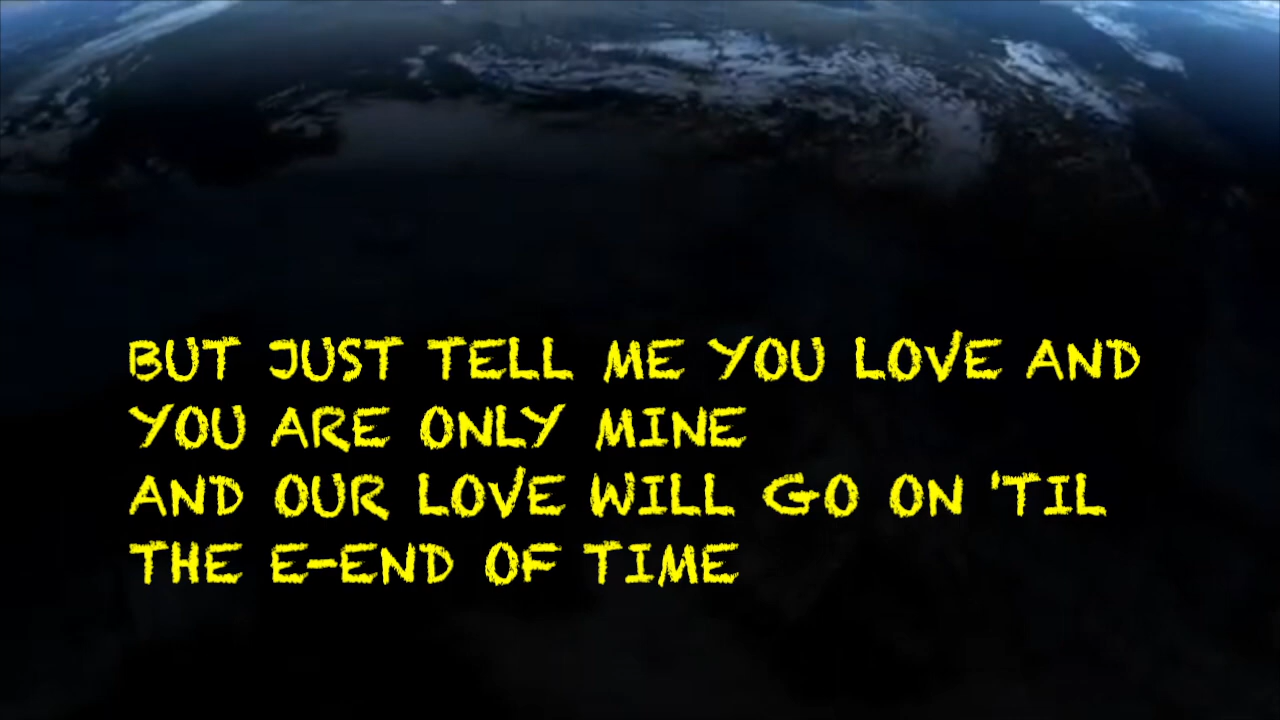 BUT JUST TELL ME YOU LOVE AND
YOU ARE ONLY MINE
AND OUR LOVE WILL GO ON 'TIL
THE E-END OF TIME